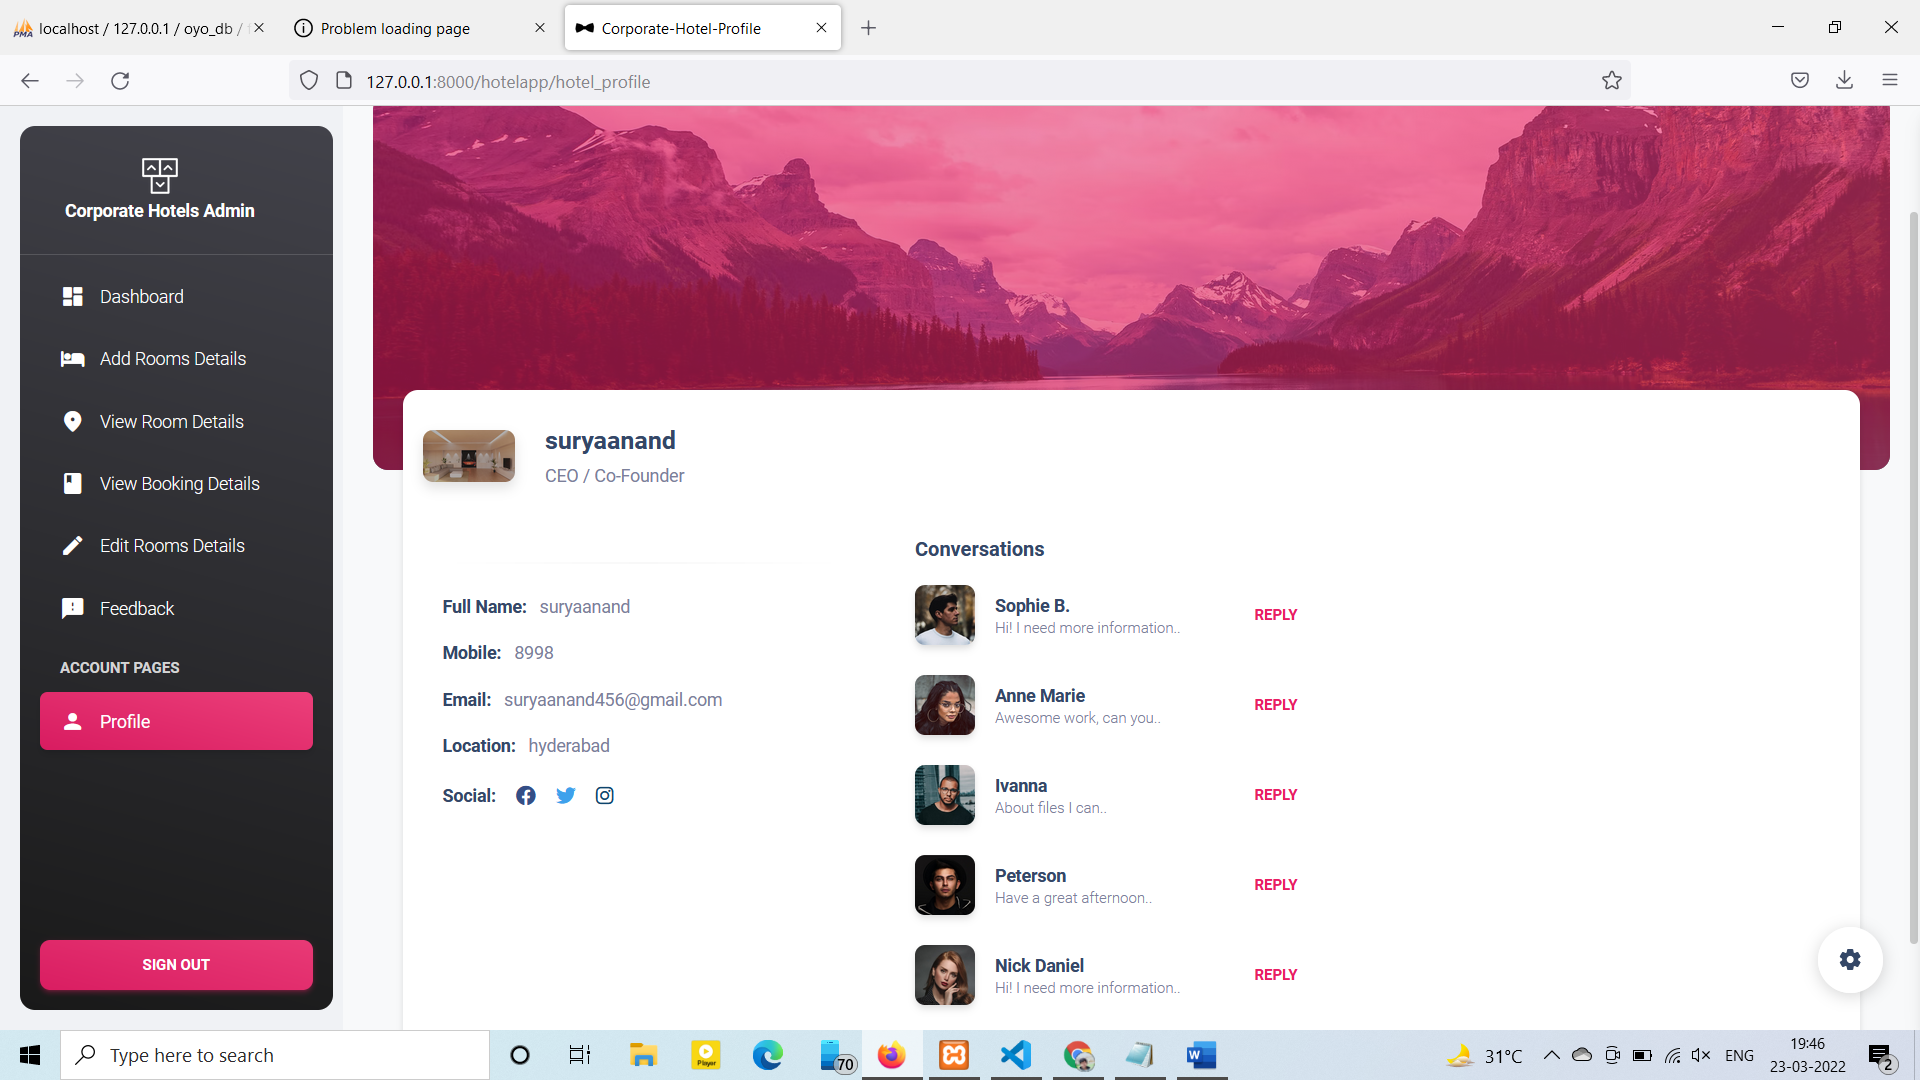 localhost / 127.0.0.1 / oyo_db /
Problem loading page
Corporate-Hotel-Profile
127.0.0.1:8000/hotelapp/hotel_profile
Corporate Hotels Admin
Dashboard
Add Rooms Details
View Room Details
View Booking Details
Edit Rooms Details
Feedback
ACCOUNT PAGES
Profile
SIGN OUT
suryaanand
CEO / Co-Founder
Full Name: suryaanand
Mobile: 8998
Email: suryaanand456@gmail.com
Location: hyderabad
Social:
Conversations
Sophie B.
Hi! I need more information..
REPLY
Anne Marie
Awesome work, can you..
REPLY
Ivanna
About files I can..
REPLY
Peterson
Have a great afternoon..
REPLY
Nick Daniel
Hi! I need more information..
REPLY
Type here to search
Player
70
31°C
ENG
19:46
23-03-2022
2